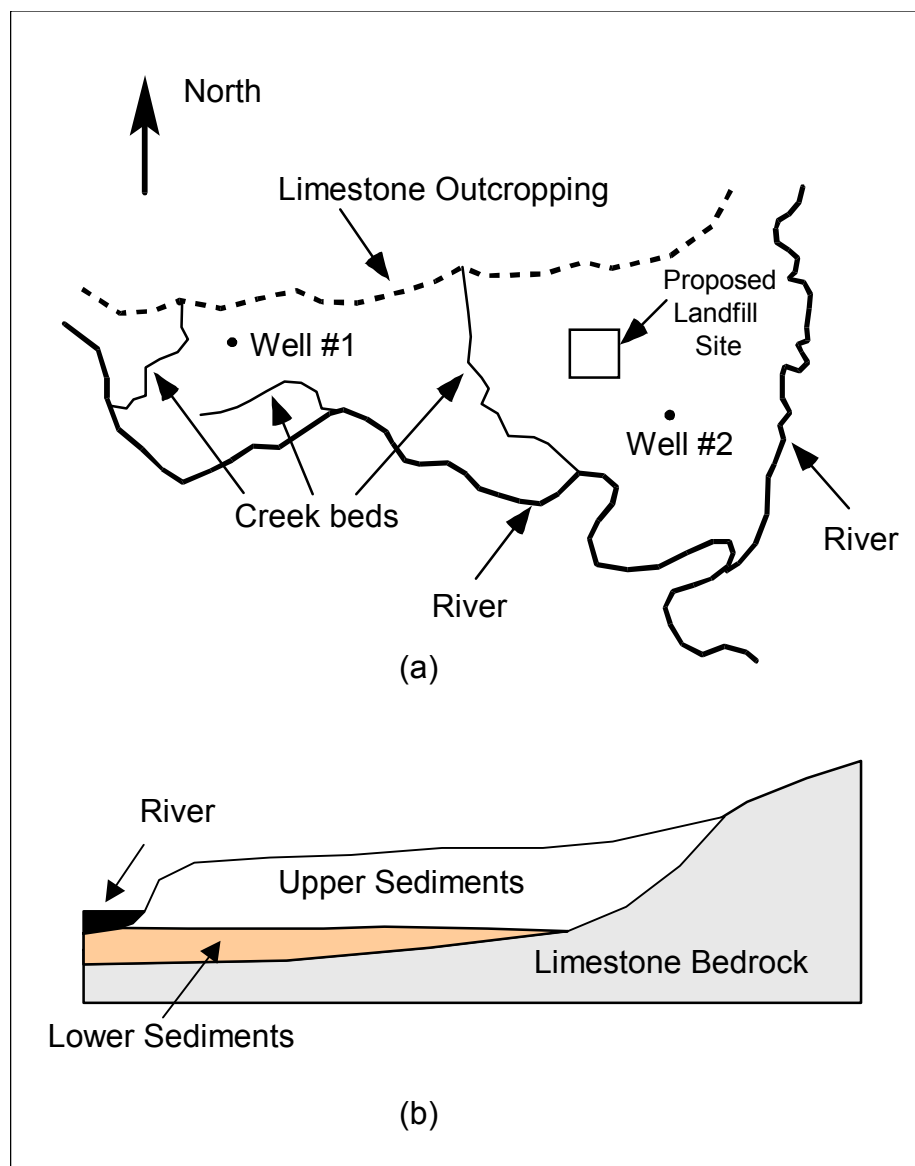 North
Limestone Outcropping
Proposed
Landfill
Site
Well #1
Well #2
Creek beds
River
River
(a)
River
Upper Sediments
Limestone Bedrock
Lower Sediments
(b)